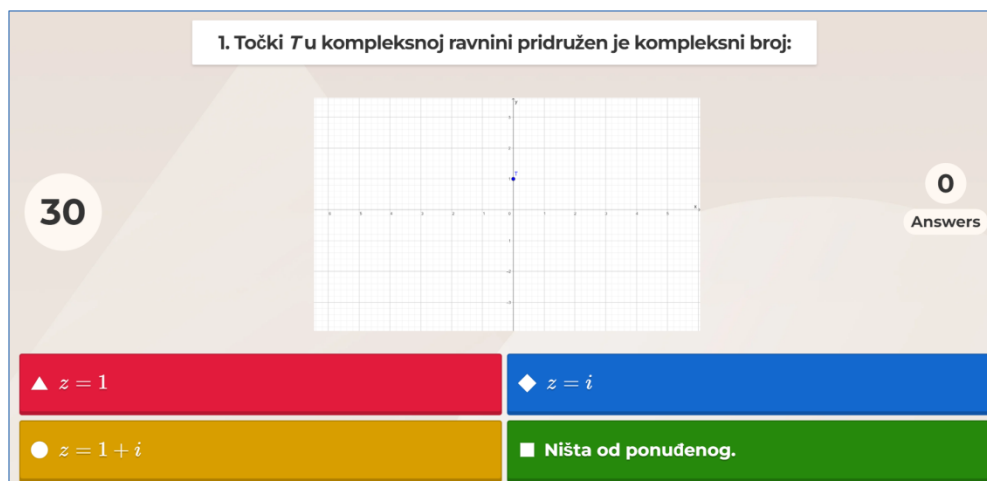 1. Točki T u kompleksnoj ravnini pridružen je kompleksni broj:
T
30
0
Answers
z = 1
z = i
z = 1 + i
Ništa od ponuđenog.